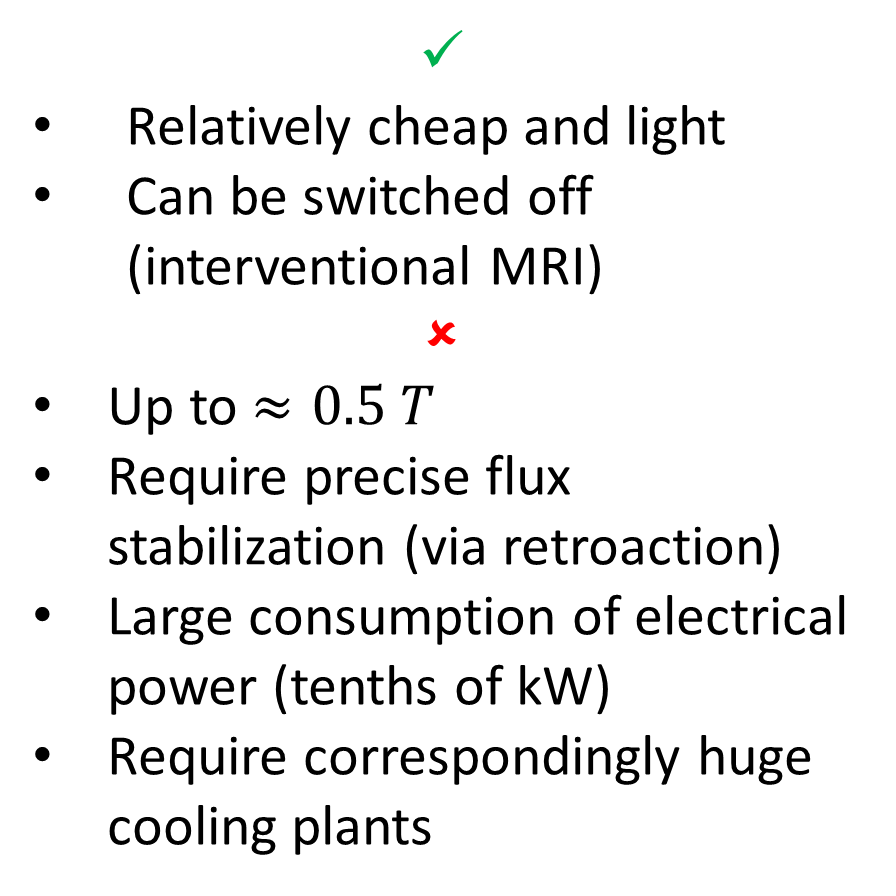 ✓
• Relatively cheap and light
• Can be switched off
(interventional MRI)
✘
• Up to ≈ 0.5 T
• Require precise flux
stabilization (via retroaction)
• Large consumption of electrical
power (tenths of kW)
• Require correspondingly huge
cooling plants